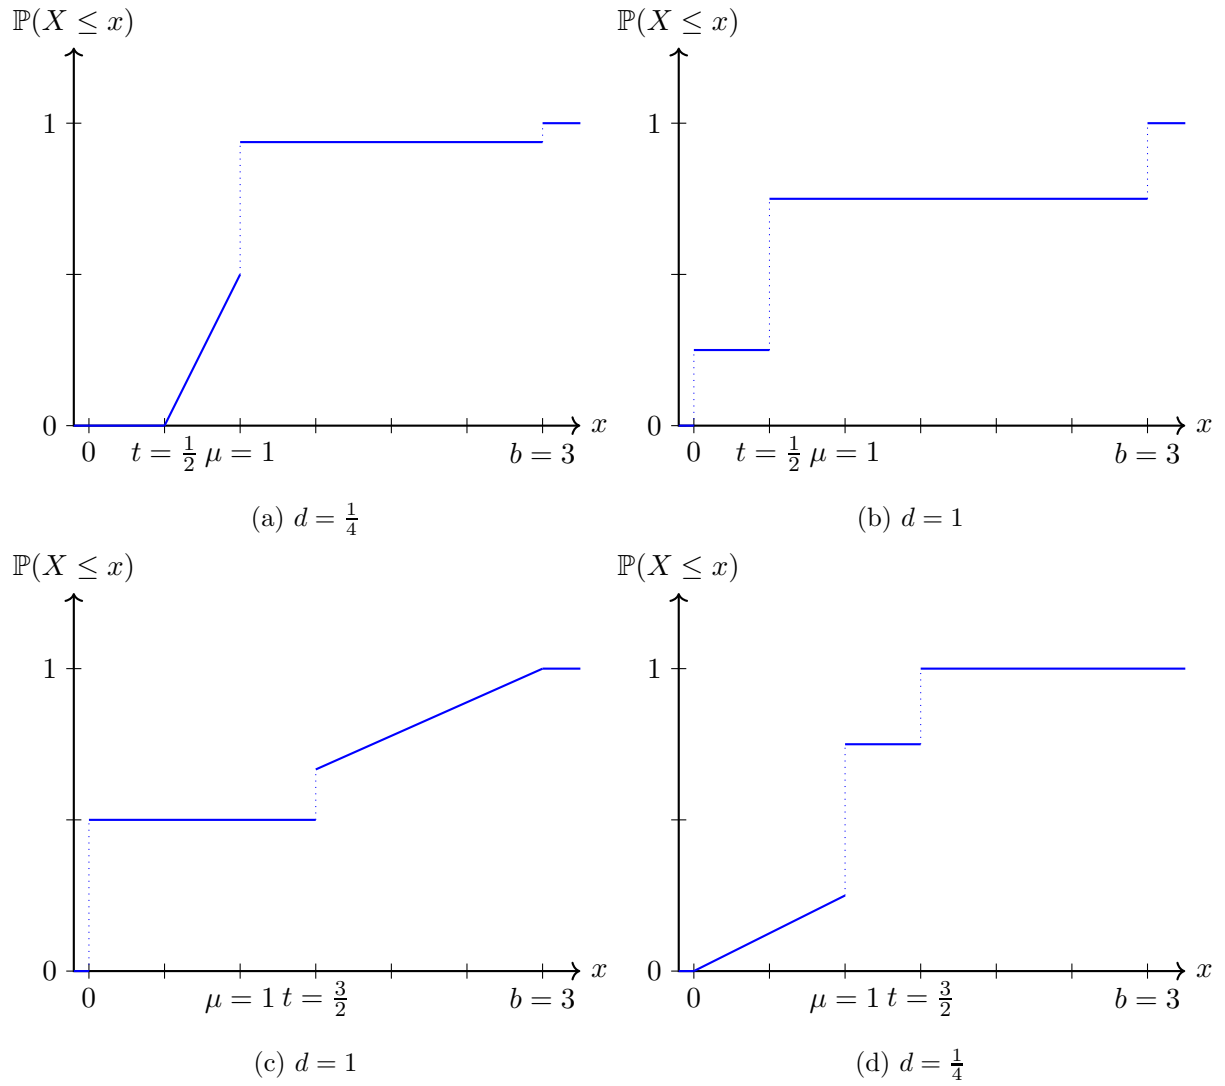 ℙ(X ≤ x)
1
0
0 t = 1/2 μ = 1 b = 3
x
(a) d = 1/4
ℙ(X ≤ x)
1
0
0 t = 1/2 μ = 1 b = 3
x
(b) d = 1
ℙ(X ≤ x)
1
0
0 μ = 1 t = 3/2 b = 3
x
(c) d = 1
ℙ(X ≤ x)
1
0
0 μ = 1 t = 3/2 b = 3
x
(d) d = 1/4